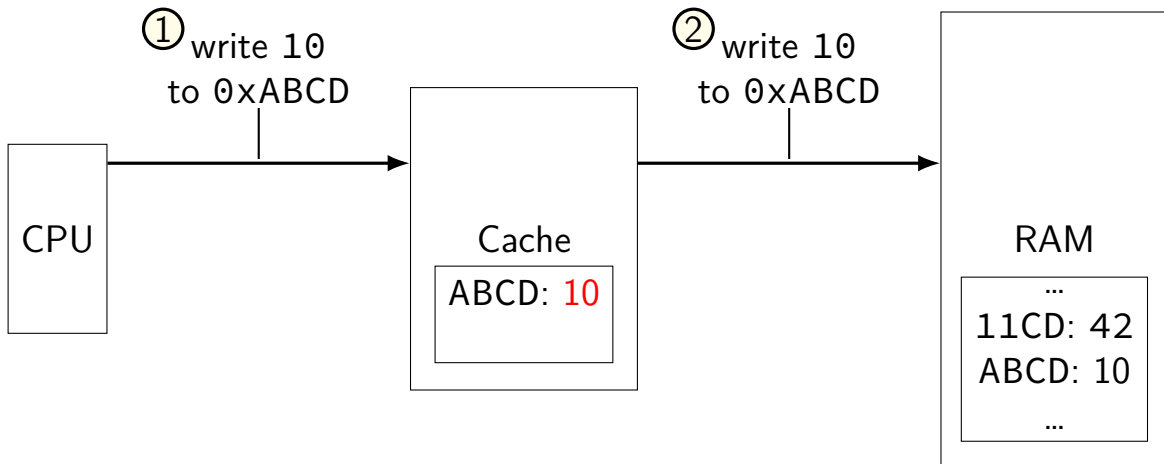 1 write 10
to 0xABCD
2 write 10
to 0xABCD
CPU
Cache
ABCD: 10
RAM
...
11CD: 42
ABCD: 10
...